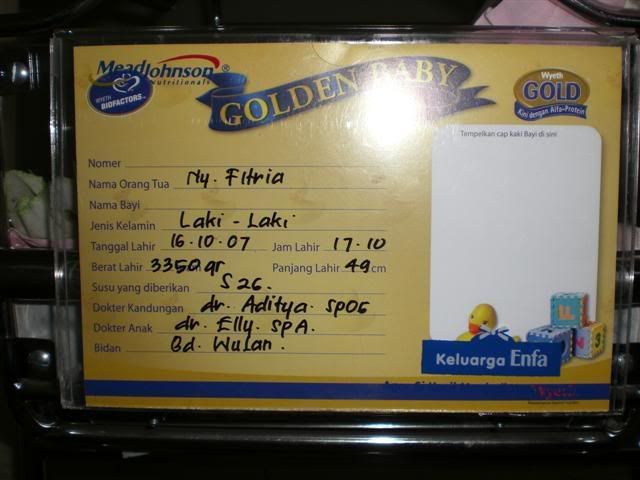 MeadJohnson®
Nutritionals
WYETH
BIOFACTORS
GOLDEN BABY
Wyeth
GOLD
Kini dengan Alfa-Protein
Tempelkan cap kaki Bayi di sini
Nomer
Nama Orang Tua Ny. Fitria
Nama Bayi
Jenis Kelamin Laki - Laki
Tanggal Lahir 16.10.07 Jam Lahir 17.10
Berat Lahir 3350 gr Panjang Lahir 49 cm
Susu yang diberikan S 26.
Dokter Kandungan dr. Aditya. SpOG
Dokter Anak dr. Elly. SpA.
Bidan Bd. Wulan.
Keluarga Enfa
Wyeth